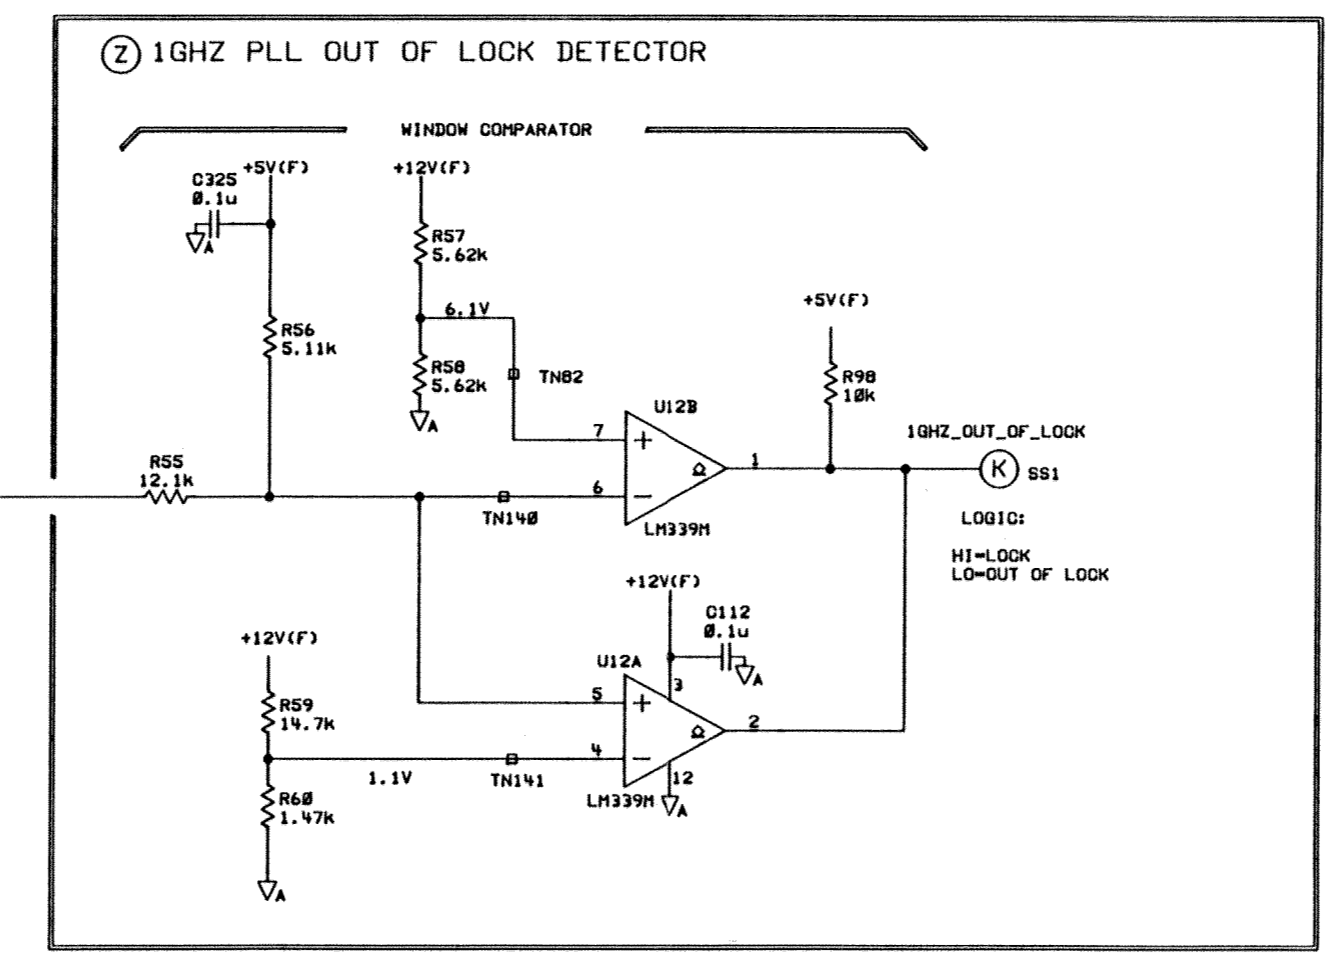 Z 1GHZ PLL OUT OF LOCK DETECTOR
WINDOW COMPARATOR
+5V(F)
C325
0.1u
A
+12V(F)
R57
5.62k
6.1V
R56
5.11k
R58
5.62k
A
TN82
+5V(F)
R98
10k
U12B
7
+
1
6
−
LM339M
1GHZ_OUT_OF_LOCK
K SS1
LOGIC:
HI=LOCK
LO=OUT OF LOCK
R55
12.1k
TN140
+12V(F)
C112
0.1u
A
U12A
3
5
+
2
4
−
12
LM339M
A
+12V(F)
R59
14.7k
1.1V
TN141
R60
1.47k
A